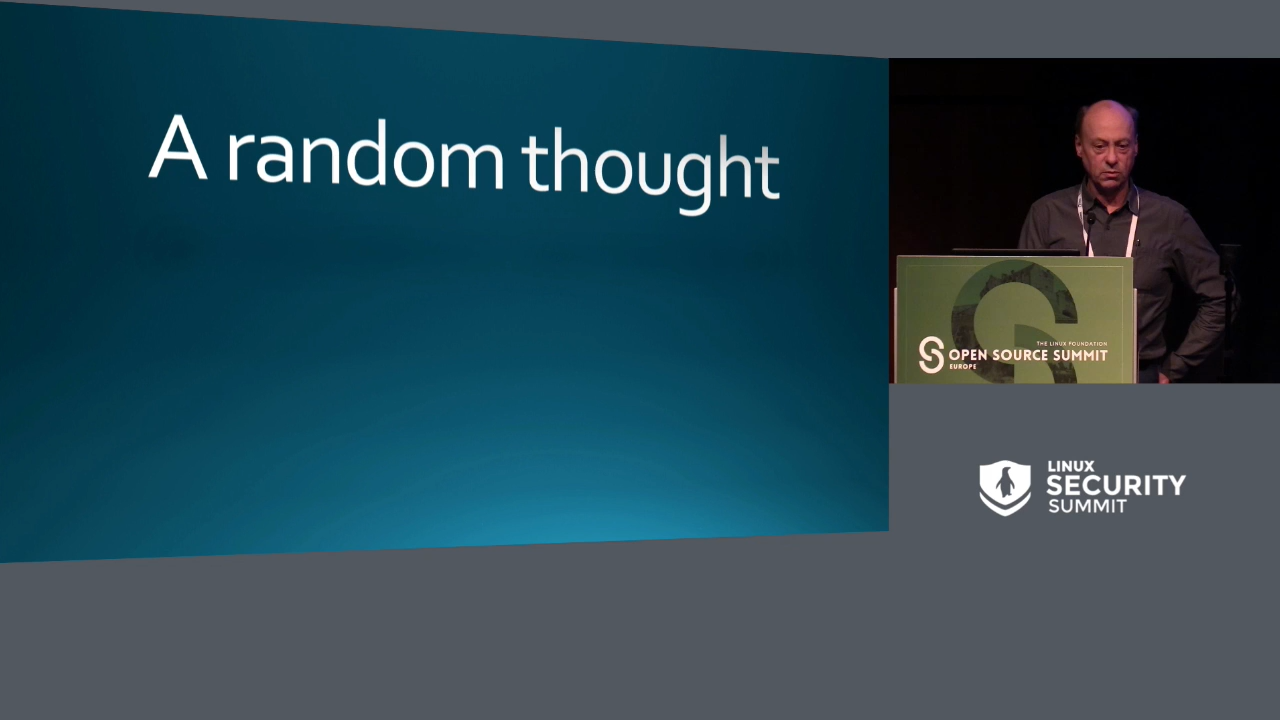 A random thought
THE LINUX FOUNDATION
OPEN SOURCE SUMMIT
EUROPE
LINUX
SECURITY
SUMMIT